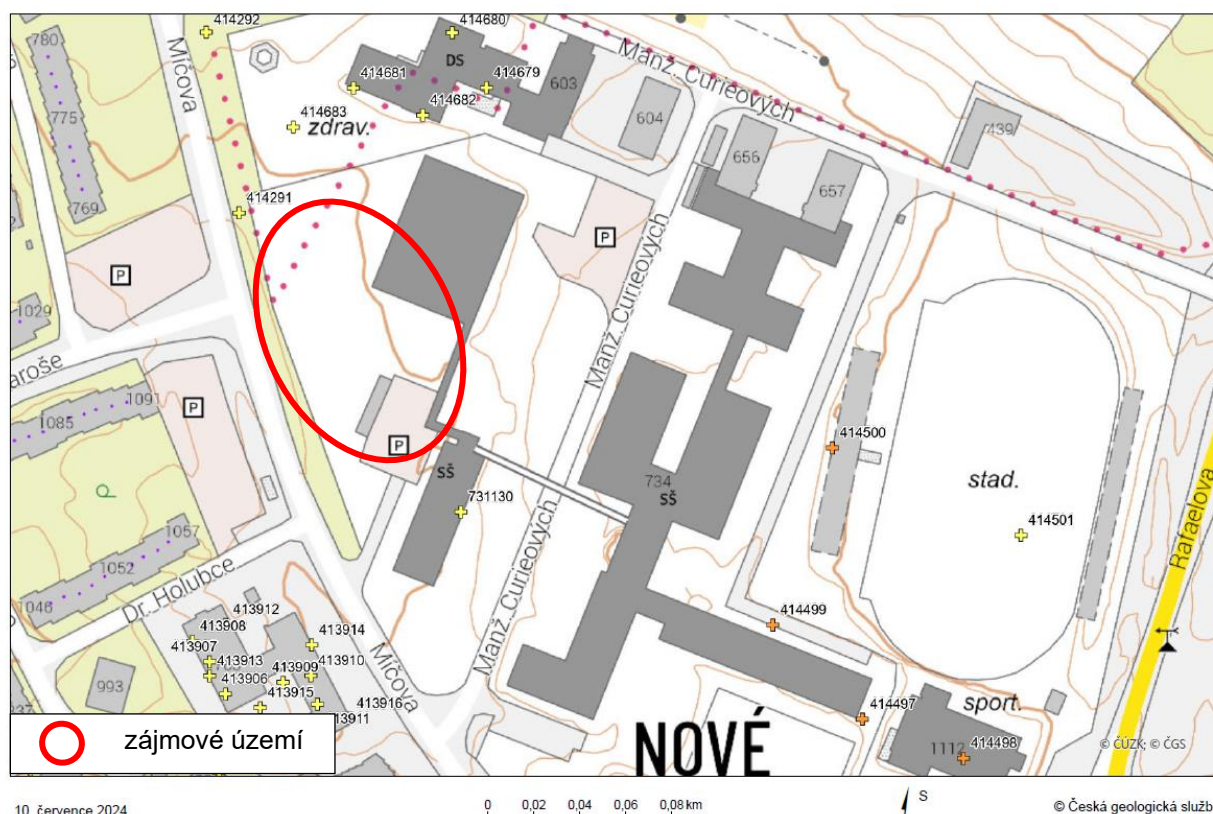 414292
414680
780
Míčova
DS
Manž. Curieových
414681
414679
603
775
414683
zdrav.
414682
604
439
656
769
657
414291
P
P
1029
Manž. Curieových
aroše
1091
P
1085
P
SŠ
734
SŠ
414500
stad.
731130
414501
Rafaelova
1057
1052
1046
Dr. Holubce
Manž. Curieových
413912
413908
413914
414499
413907
413913
413909
413910
413906
413915
413916
Míčova
993
413911
414497
sport.
NOVÉ
1112
414498
© ČÚZK; © ČGS
zájmové území
10. července 2024
0 0,02 0,04 0,06 0,08 km
S
© Česká geologická služb